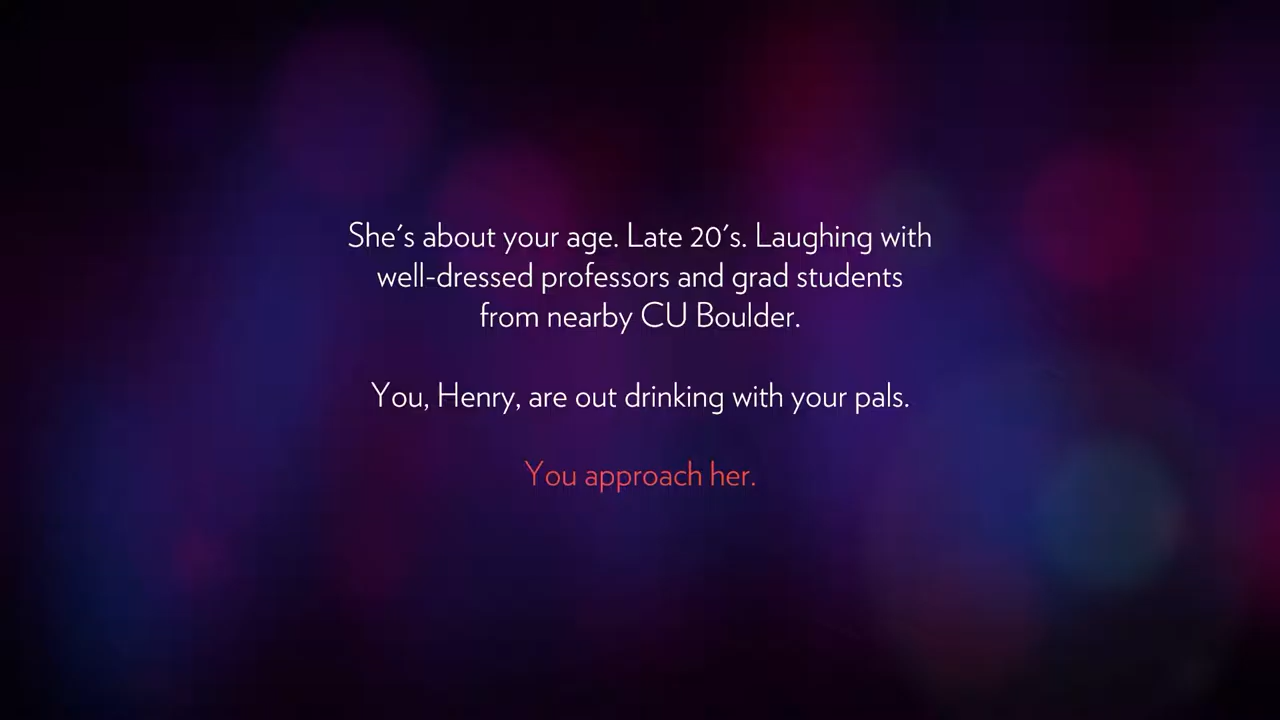 She's about your age. Late 20's. Laughing with
well-dressed professors and grad students
from nearby CU Boulder.
You, Henry, are out drinking with your pals.
You approach her.